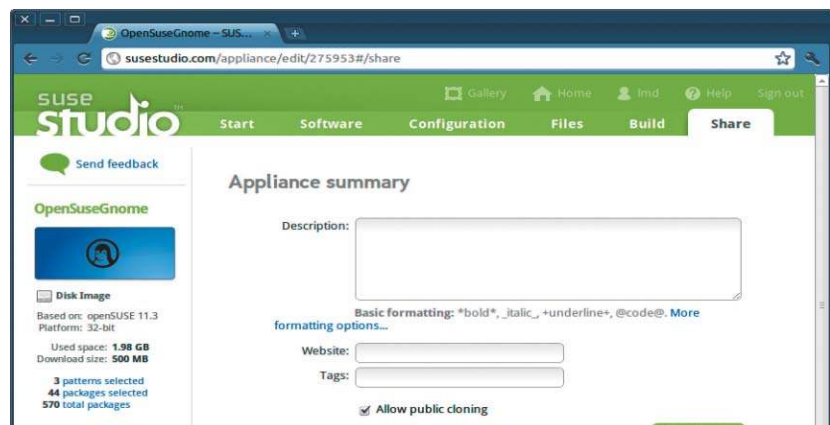 OpenSuseGnome – SUS...
susestudio.com/appliance/edit/275953#/share
Gallery Home lmd Help Sign out
suse studio™
Start Software Configuration Files Build Share
Send feedback
OpenSuseGnome
Disk Image
Based on: openSUSE 11.3
Platform: 32-bit
Used space: 1.98 GB
Download size: 500 MB
3 patterns selected
44 packages selected
570 total packages
Appliance summary
Description:
Basic formatting: *bold*, _italic_, +underline+, @code@. More
formatting options...
Website:
Tags:
Allow public cloning